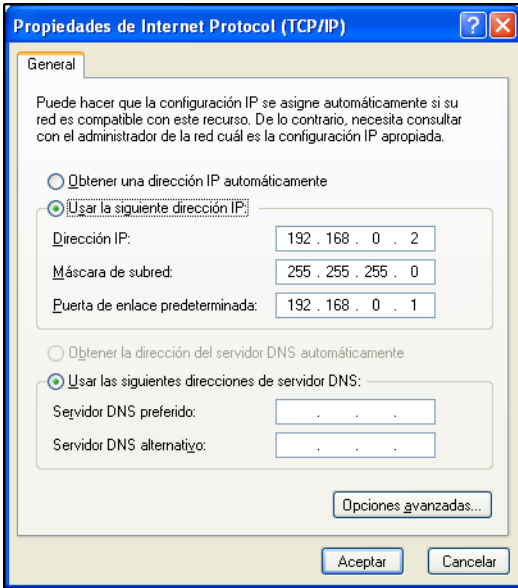 Propiedades de Internet Protocol (TCP/IP)
General
Puede hacer que la configuración IP se asigne automáticamente si su
red es compatible con este recurso. De lo contrario, necesita consultar
con el administrador de la red cuál es la configuración IP apropiada.
Obtener una dirección IP automáticamente
Usar la siguiente dirección IP:
Dirección IP: 192 . 168 . 0 . 2
Máscara de subred: 255 . 255 . 255 . 0
Puerta de enlace predeterminada: 192 . 168 . 0 . 1
Obtener la dirección del servidor DNS automáticamente
Usar las siguientes direcciones de servidor DNS:
Servidor DNS preferido: . . .
Servidor DNS alternativo: . . .
Opciones avanzadas...
Aceptar Cancelar